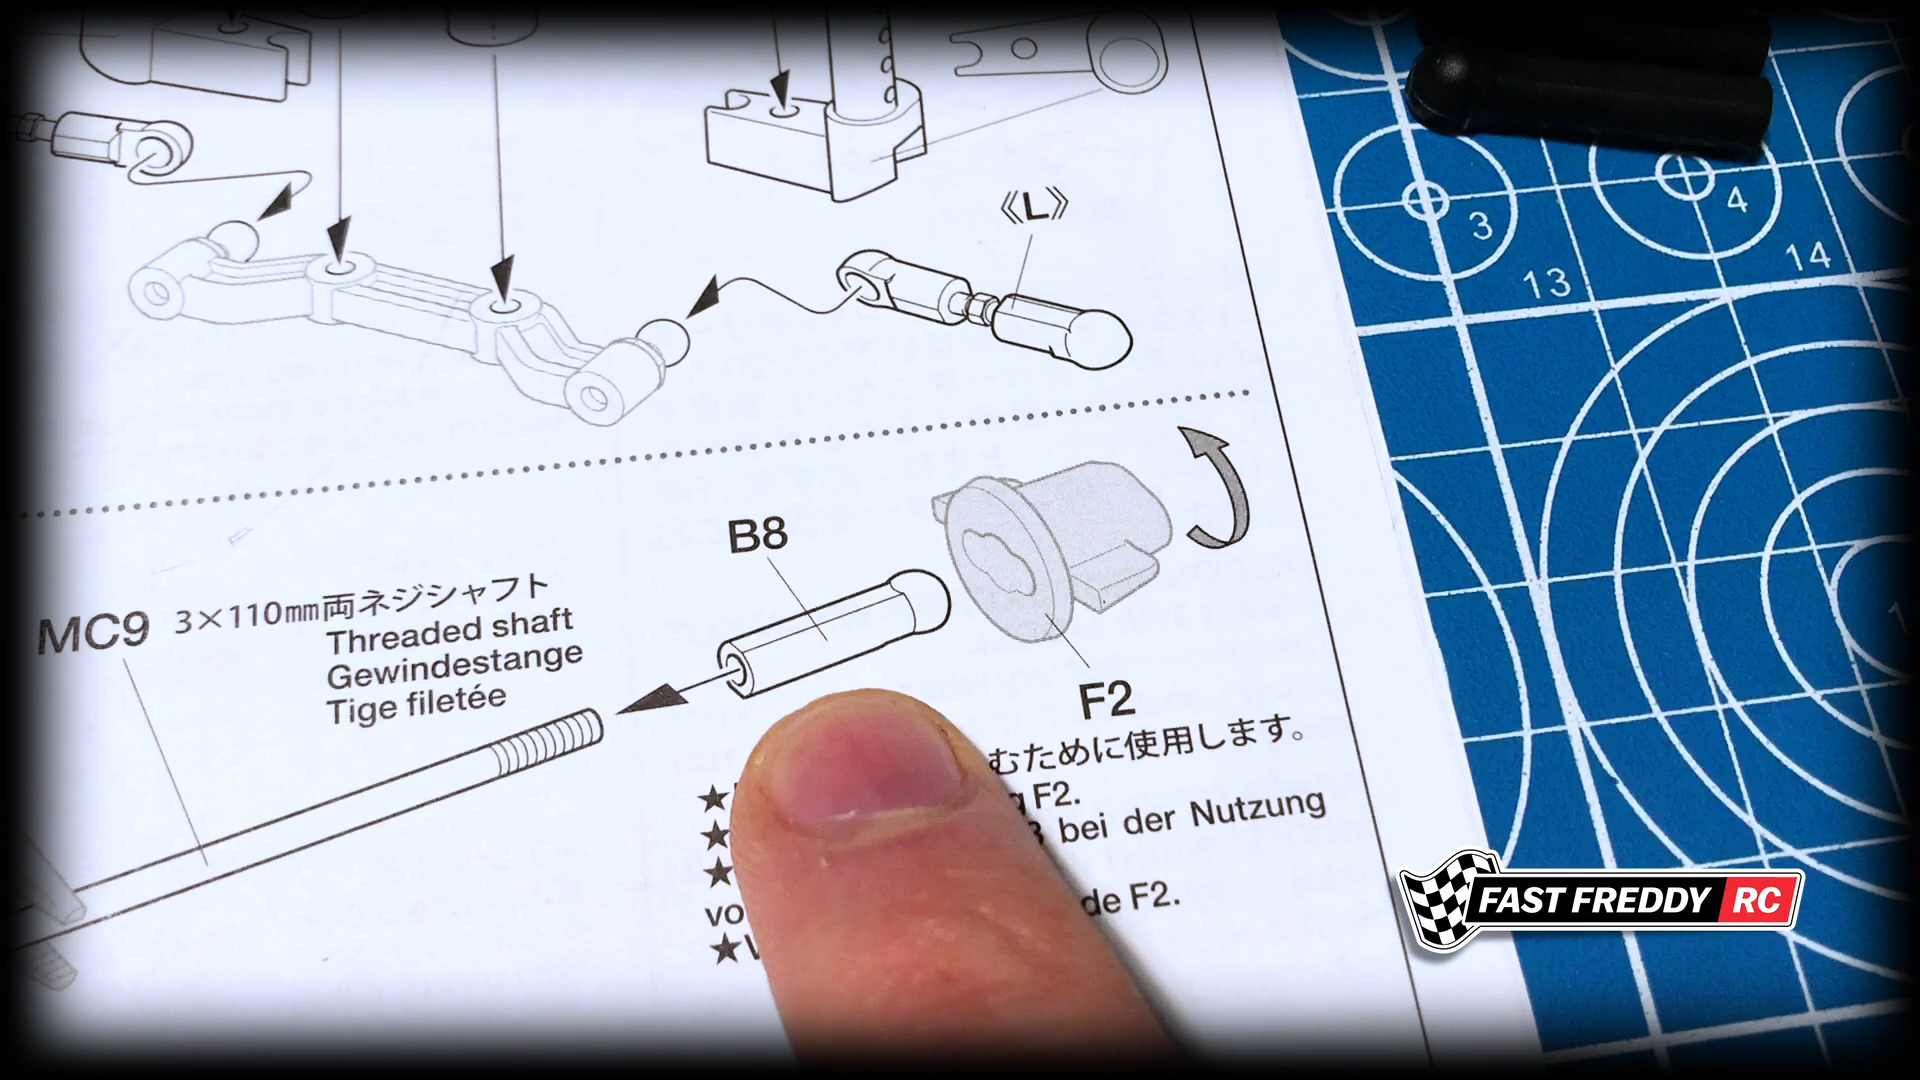 《L》
3
4
13
14
B8
MC9 3×110mm両ネジシャフト
Threaded shaft
Gewindestange
Tige filetée
F2
むために使用します。
★
F2.
★ bei der Nutzung
★
de F2.
★
FAST FREDDY RC